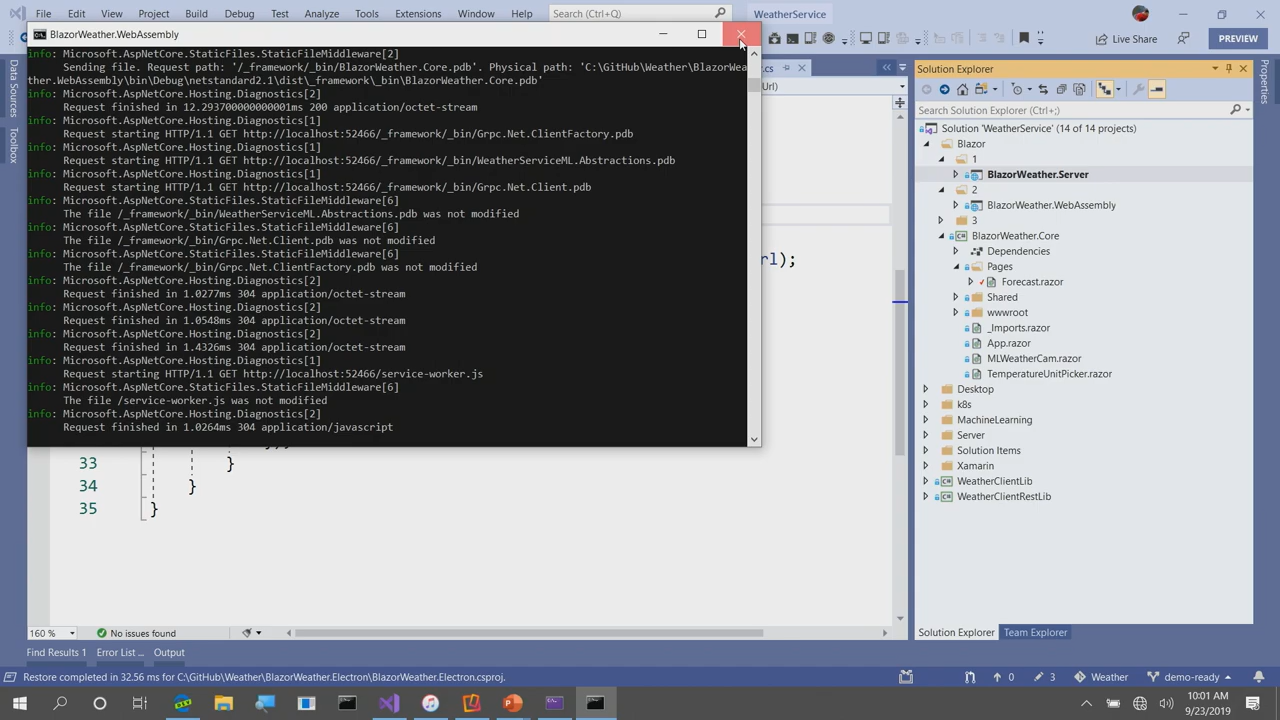 File
Edit
View
Project
Build
Debug
Test
Analyze
Tools
Extensions
Window
Help
Search (Ctrl+Q)
WeatherService
BlazorWeather.WebAssembly
Live Share
PREVIEW
info: Microsoft.AspNetCore.StaticFiles.StaticFileMiddleware[2]
Sending file. Request path: '/_framework/_bin/BlazorWeather.Core.pdb'. Physical path: 'C:\GitHub\Weather\BlazorWea
ther.WebAssembly\bin\Debug\netstandard2.1\dist\_framework\_bin\BlazorWeather.Core.pdb'
info: Microsoft.AspNetCore.Hosting.Diagnostics[2]
Request finished in 12.293700000000001ms 200 application/octet-stream
info: Microsoft.AspNetCore.Hosting.Diagnostics[1]
Request starting HTTP/1.1 GET http://localhost:52466/_framework/_bin/Grpc.Net.ClientFactory.pdb
info: Microsoft.AspNetCore.Hosting.Diagnostics[1]
Request starting HTTP/1.1 GET http://localhost:52466/_framework/_bin/WeatherServiceML.Abstractions.pdb
info: Microsoft.AspNetCore.Hosting.Diagnostics[1]
Request starting HTTP/1.1 GET http://localhost:52466/_framework/_bin/Grpc.Net.Client.pdb
info: Microsoft.AspNetCore.StaticFiles.StaticFileMiddleware[6]
The file /_framework/_bin/WeatherServiceML.Abstractions.pdb was not modified
info: Microsoft.AspNetCore.StaticFiles.StaticFileMiddleware[6]
The file /_framework/_bin/Grpc.Net.Client.pdb was not modified
info: Microsoft.AspNetCore.StaticFiles.StaticFileMiddleware[6]
The file /_framework/_bin/Grpc.Net.ClientFactory.pdb was not modified
info: Microsoft.AspNetCore.Hosting.Diagnostics[2]
Request finished in 1.0277ms 304 application/octet-stream
info: Microsoft.AspNetCore.Hosting.Diagnostics[2]
Request finished in 1.0548ms 304 application/octet-stream
info: Microsoft.AspNetCore.Hosting.Diagnostics[2]
Request finished in 1.4326ms 304 application/octet-stream
info: Microsoft.AspNetCore.Hosting.Diagnostics[1]
Request starting HTTP/1.1 GET http://localhost:52466/service-worker.js
info: Microsoft.AspNetCore.StaticFiles.StaticFileMiddleware[6]
The file /service-worker.js was not modified
info: Microsoft.AspNetCore.Hosting.Diagnostics[2]
Request finished in 1.0264ms 304 application/javascript
Data Sources
Toolbox
.cs
Url)
rl);
33 }
34 }
35 }
160 %
No issues found
Solution Explorer
Search Solution Explorer (Ctrl+;)
Solution 'WeatherService' (14 of 14 projects)
Blazor
1
BlazorWeather.Server
2
BlazorWeather.WebAssembly
3
BlazorWeather.Core
Dependencies
Pages
Forecast.razor
Shared
wwwroot
_Imports.razor
App.razor
MLWeatherCam.razor
TemperatureUnitPicker.razor
Desktop
k8s
MachineLearning
Server
Solution Items
Xamarin
WeatherClientLib
WeatherClientRestLib
Solution Explorer
Team Explorer
Properties
Find Results 1
Error List ...
Output
Restore completed in 32.56 ms for C:\GitHub\Weather\BlazorWeather.Electron\BlazorWeather.Electron.csproj.
0
3
Weather
demo-ready
10:01 AM
9/23/2019